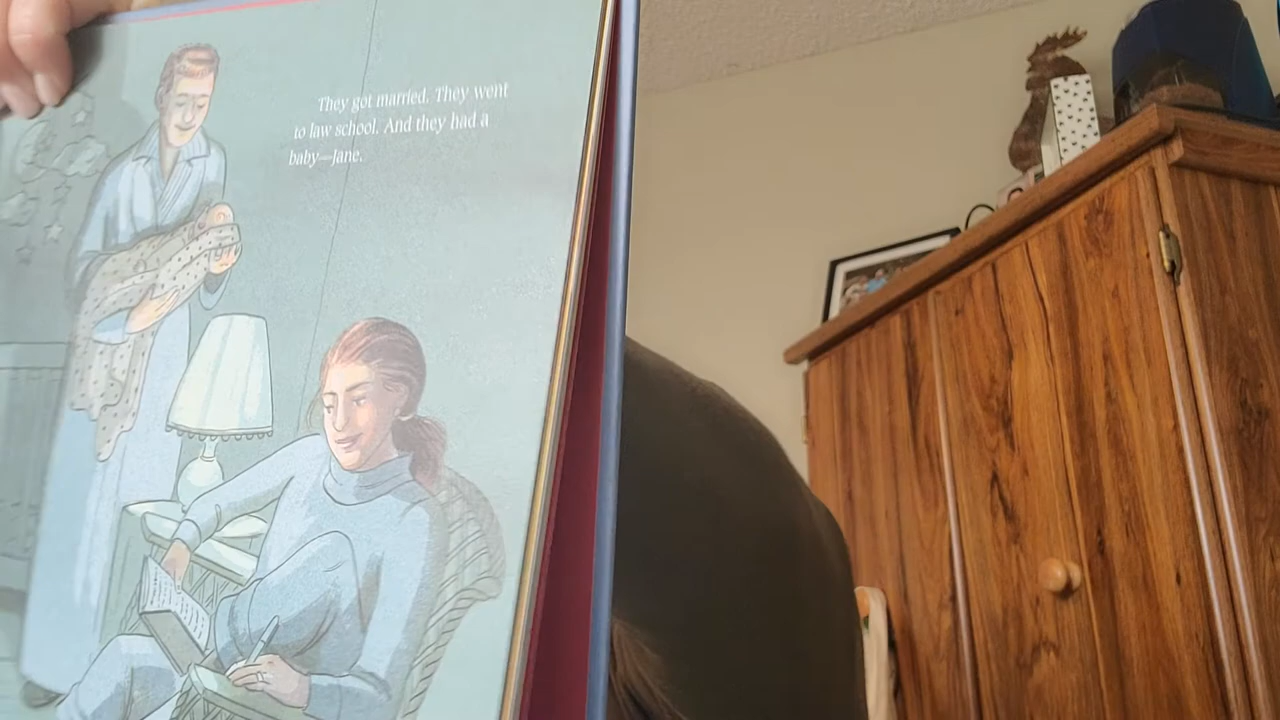 They got married. They went
to law school. And they had a
baby—Jane.